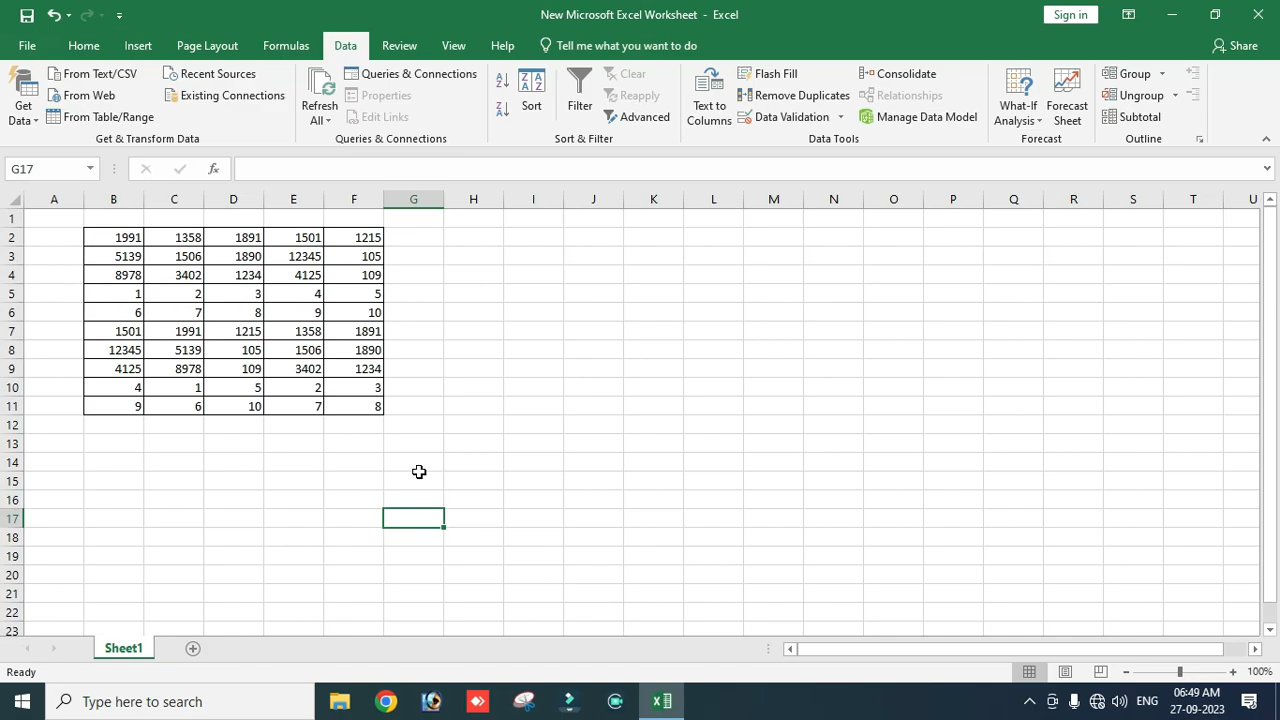 New Microsoft Excel Worksheet - Excel
Sign in
File Home Insert Page Layout Formulas Data Review View Help Tell me what you want to do Share
Get Data
From Text/CSV
From Web
From Table/Range
Recent Sources
Existing Connections
Get & Transform Data
Refresh All
Queries & Connections
Properties
Edit Links
Queries & Connections
Sort
Filter
Clear
Reapply
Advanced
Sort & Filter
Text to Columns
Flash Fill
Remove Duplicates
Data Validation
Consolidate
Relationships
Manage Data Model
Data Tools
What-If Analysis
Forecast Sheet
Forecast
Group
Ungroup
Subtotal
Outline
G17 fx
A B C D E F G H I J K L M N O P Q R S T U
1
2 1991 1358 1891 1501 1215
3 5139 1506 1890 12345 105
4 8978 3402 1234 4125 109
5 1 2 3 4 5
6 6 7 8 9 10
7 1501 1991 1215 1358 1891
8 12345 5139 105 1506 1890
9 4125 8978 109 3402 1234
10 4 1 5 2 3
11 9 6 10 7 8
12
13
14
15
16
17
18
19
20
21
22
23
Sheet1
Ready 100%
Type here to search
ENG
06:49 AM
27-09-2023